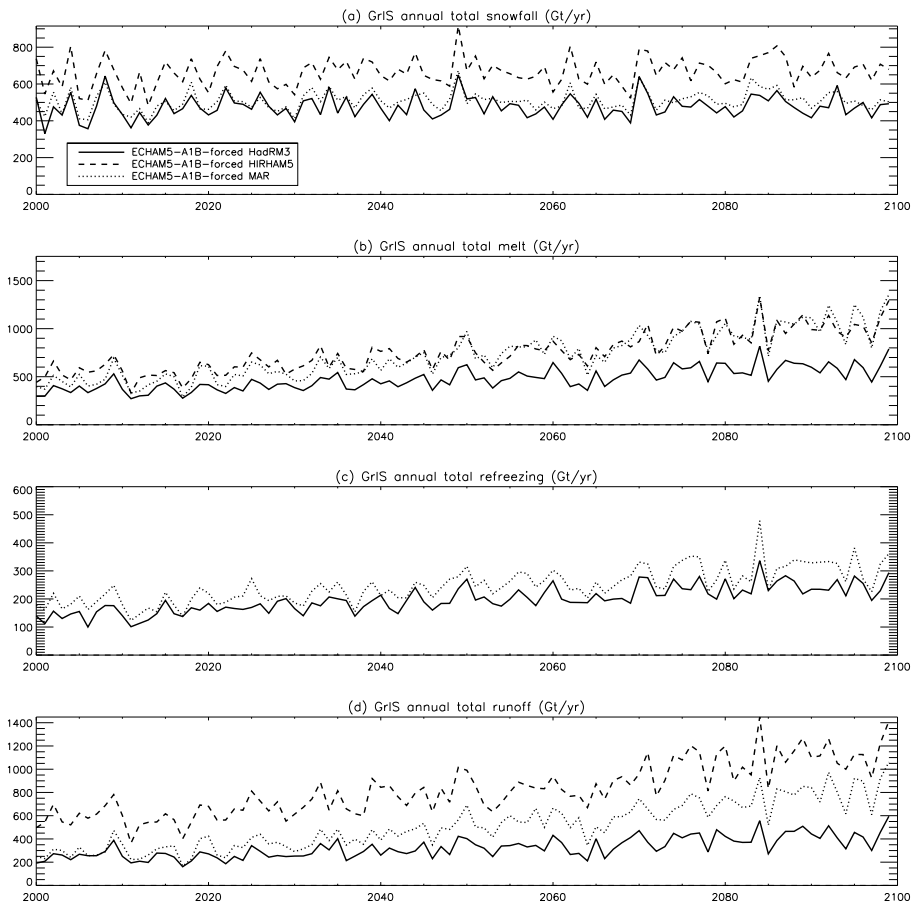 (a) GrIS annual total snowfall (Gt/yr)
800
600
400
200
0
ECHAM5-A1B-forced HadRM3
ECHAM5-A1B-forced HIRHAM5
ECHAM5-A1B-forced MAR
2000 2020 2040 2060 2080 2100
(b) GrIS annual total melt (Gt/yr)
1500
1000
500
0
2000 2020 2040 2060 2080 2100
(c) GrIS annual total refreezing (Gt/yr)
600
500
400
300
200
100
0
2000 2020 2040 2060 2080 2100
(d) GrIS annual total runoff (Gt/yr)
1400
1200
1000
800
600
400
200
0
2000 2020 2040 2060 2080 2100